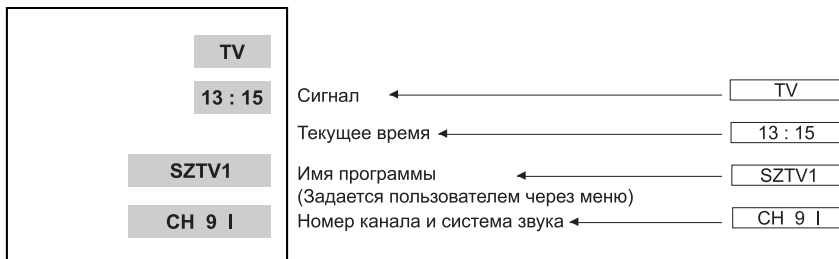 TV
13 : 15
SZTV1
CH 9 I
Сигнал
TV
Текущее время
13 : 15
Имя программы
SZTV1
(Задается пользователем через меню)
Номер канала и система звука
CH 9 I